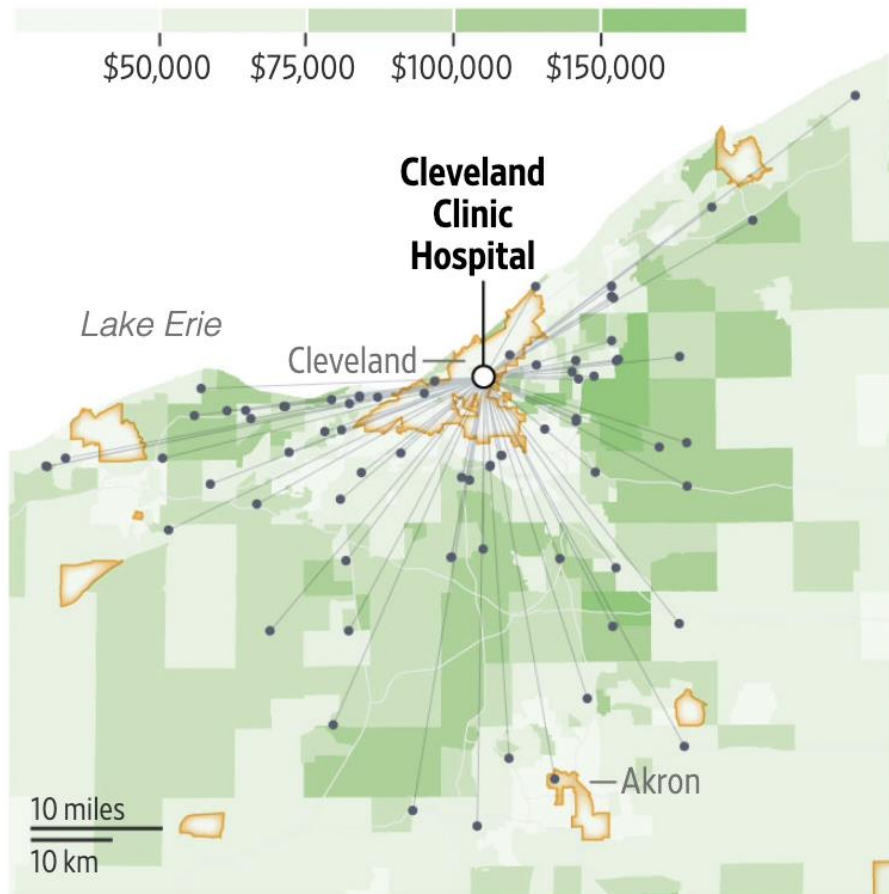 $50,000 $75,000 $100,000 $150,000
Cleveland
Clinic
Hospital
Lake Erie
Cleveland
Akron
10 miles
10 km